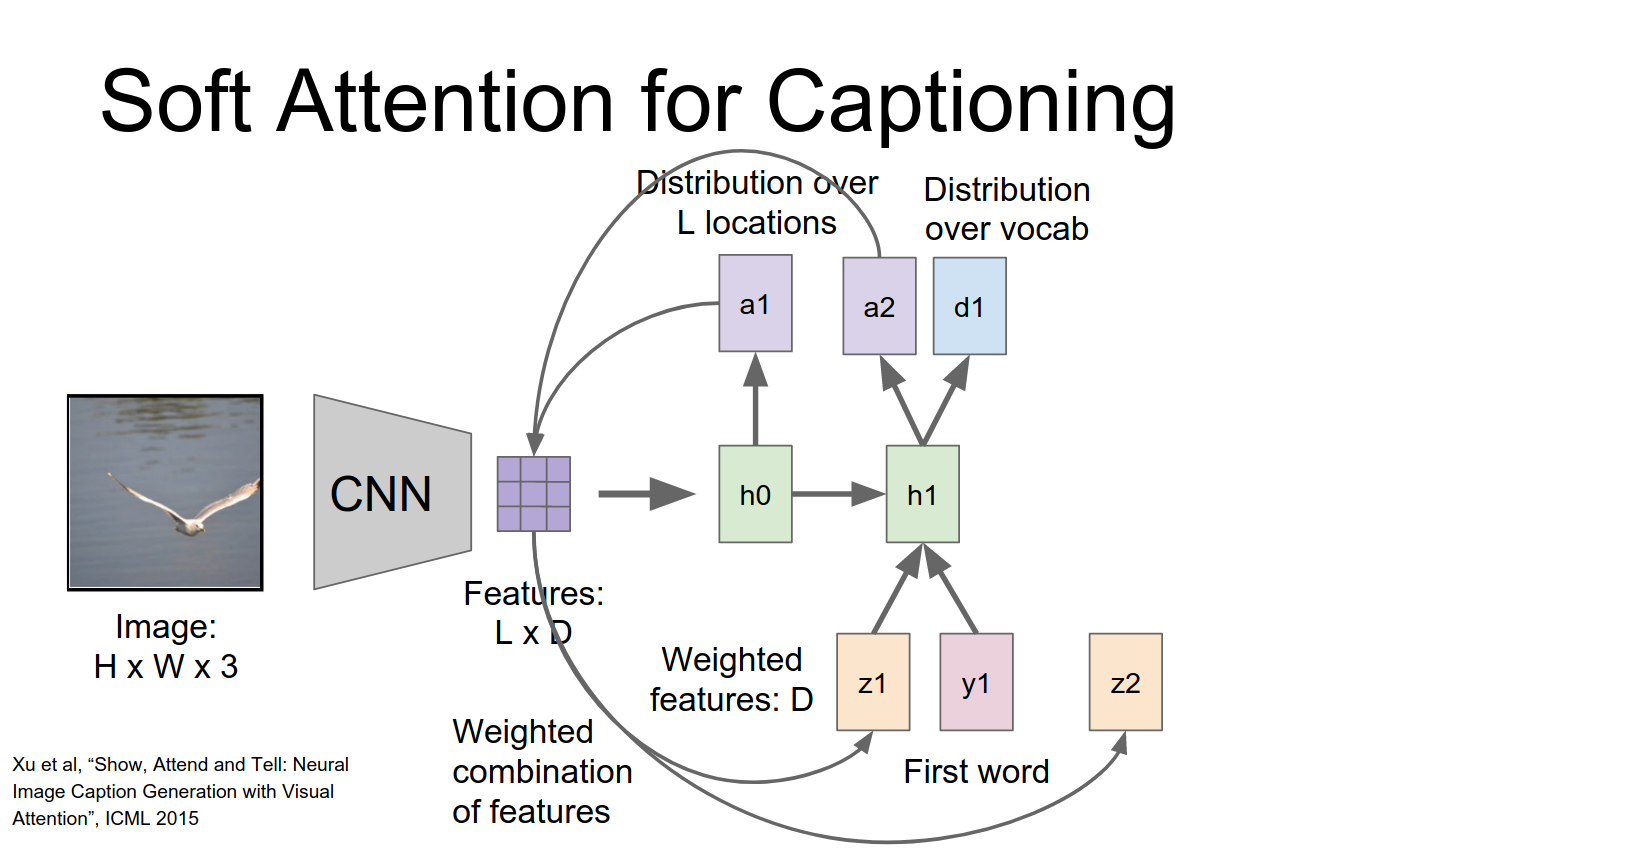 Soft Attention for Captioning
Distribution over
L locations
Distribution
over vocab
a1
a2
d1
CNN
h0
h1
Features:
L x D
Image:
H x W x 3
Weighted
features: D
z1
y1
z2
First word
Weighted
combination
of features
Xu et al, “Show, Attend and Tell: Neural
Image Caption Generation with Visual
Attention”, ICML 2015